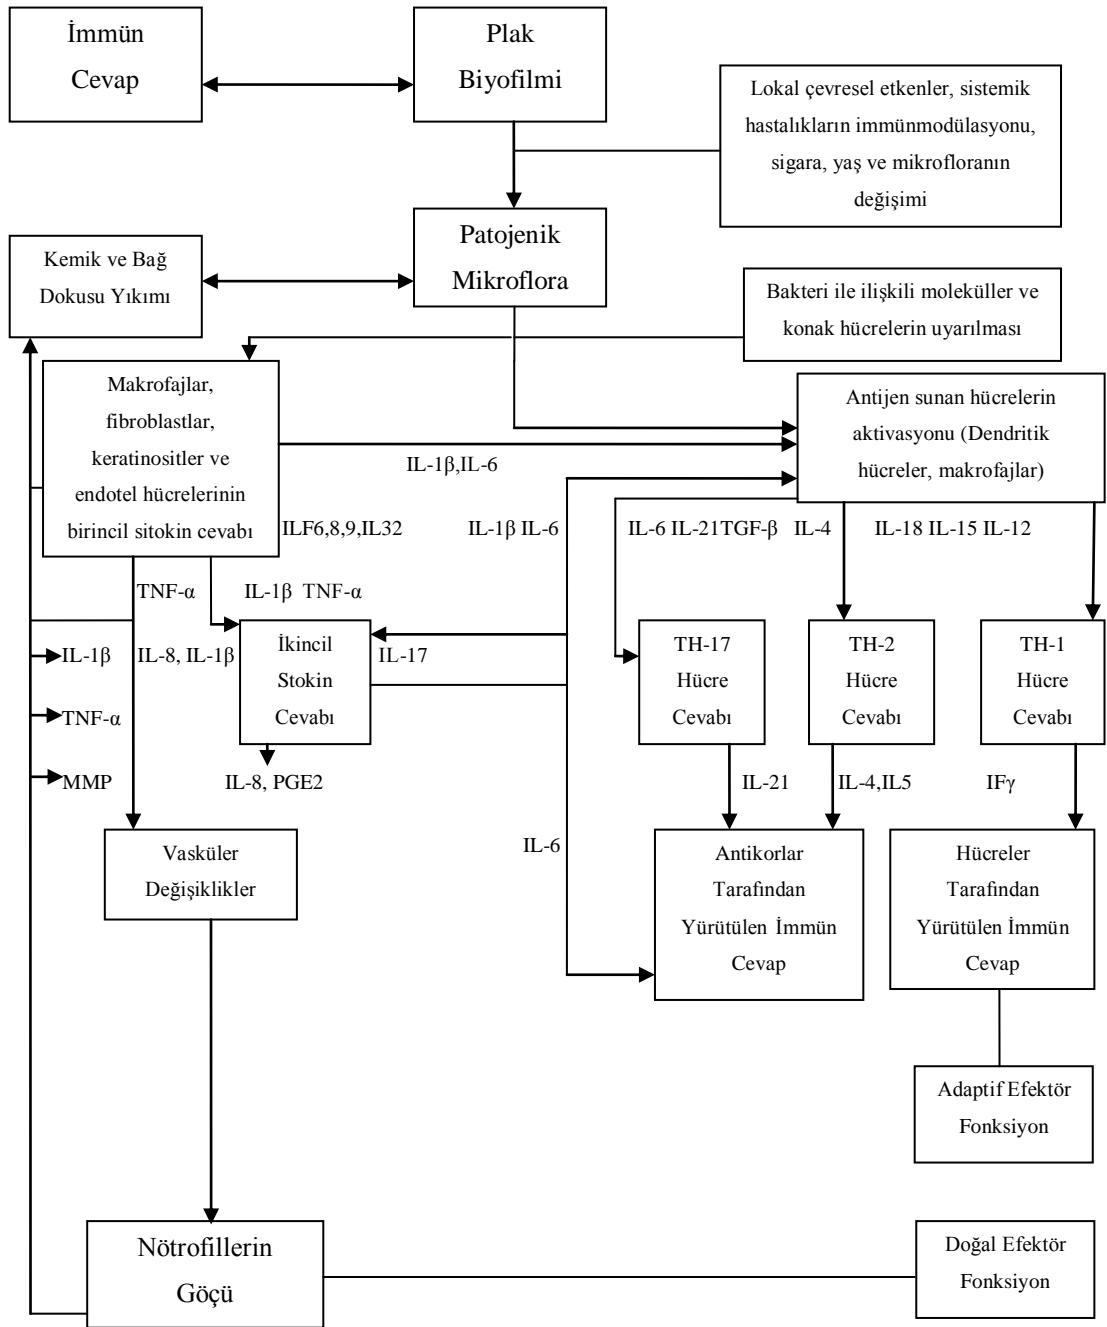 İmmün
Cevap
Plak
Biyofilmi
Lokal çevresel etkenler, sistemik
hastalıkların immünmodülasyonu,
sigara, yaş ve mikrofloranın
değişimi
Patojenik
Mikroflora
Kemik ve Bağ
Dokusu Yıkımı
Bakteri ile ilişkili moleküller ve
konak hücrelerin uyarılması
Makrofajlar,
fibroblastlar,
keratinositler ve
endotel hücrelerinin
birincil sitokin cevabı
Antijen sunan hücrelerin
aktivasyonu (Dendritik
hücreler, makrofajlar)
IL-1β,IL-6
ILF6,8,9,IL32
IL-1β IL-6
IL-6 IL-21TGF-β
IL-4
IL-18 IL-15 IL-12
TNF-α
IL-1β TNF-α
IL-1β
IL-8, IL-1β
İkincil
Stokin
Cevabı
IL-17
TH-17
Hücre
Cevabı
TH-2
Hücre
Cevabı
TH-1
Hücre
Cevabı
TNF-α
MMP
IL-8, PGE2
IL-21
IL-4,IL5
IFγ
IL-6
Vasküler
Değişiklikler
Antikorlar
Tarafından
Yürütülen İmmün
Cevap
Hücreler
Tarafından
Yürütülen İmmün
Cevap
Adaptif Efektör
Fonksiyon
Nötrofillerin
Göçü
Doğal Efektör
Fonksiyon